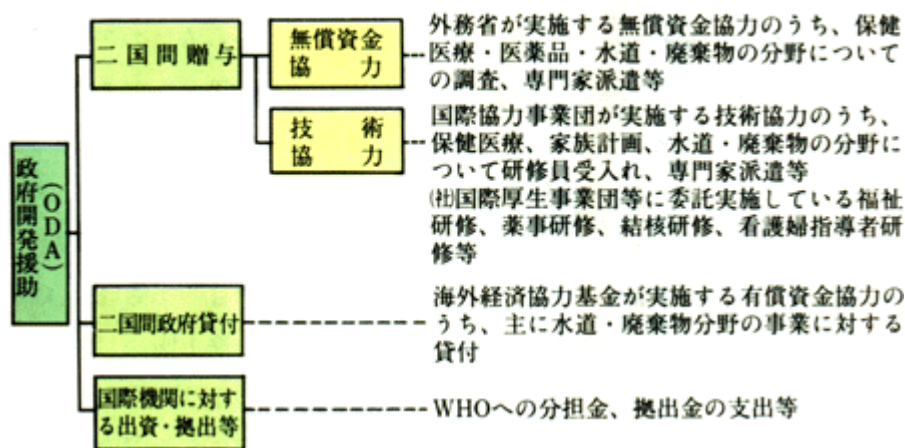 政府開発援助
(ODA)
二国間贈与
無償資金
協力
外務省が実施する無償資金協力のうち、保健
医療・医薬品・水道・廃棄物の分野について
の調査、専門家派遣等
技術
協力
国際協力事業団が実施する技術協力のうち、
保健医療、家族計画、水道・廃棄物の分野に
ついて研修員受入れ、専門家派遣等
㈳国際厚生事業団等に委託実施している福祉
研修、薬事研修、結核研修、看護婦指導者研
修等
二国間政府貸付
海外経済協力基金が実施する有償資金協力の
うち、主に水道・廃棄物分野の事業に対する
貸付
国際機関に対す
る出資・拠出等
WHOへの分担金、拠出金の支出等